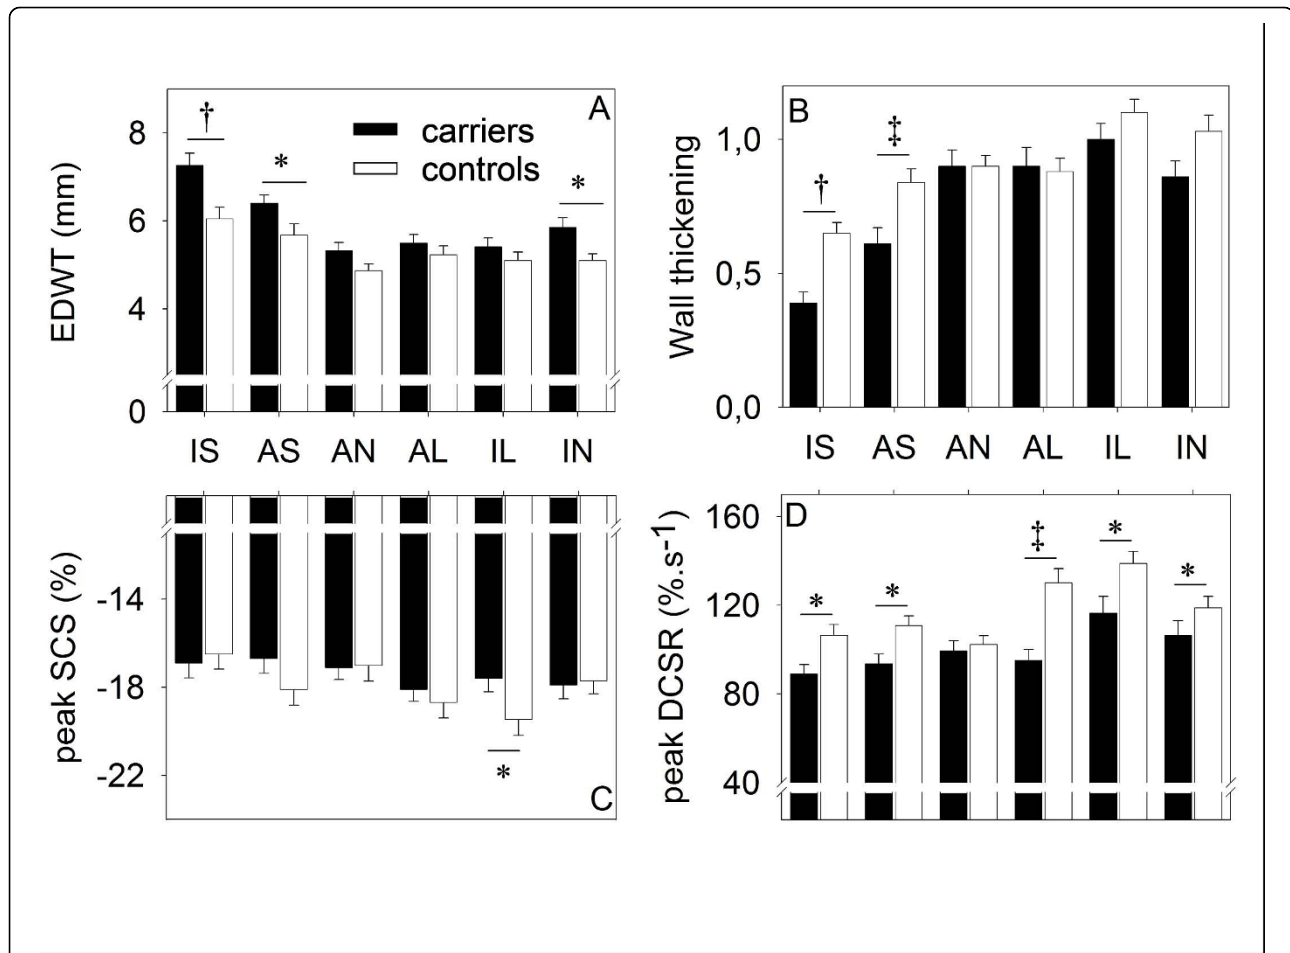 A
†
carriers
controls
*
*
8
6
4
0
EDWT (mm)
IS AS AN AL IL IN
B
‡
†
1,0
0,5
0,0
Wall thickening
IS AS AN AL IL IN
-14
-18
-22
peak SCS (%)
*
C
D
160
120
80
40
peak DCSR (%.s-1)
*
*
‡
*
*